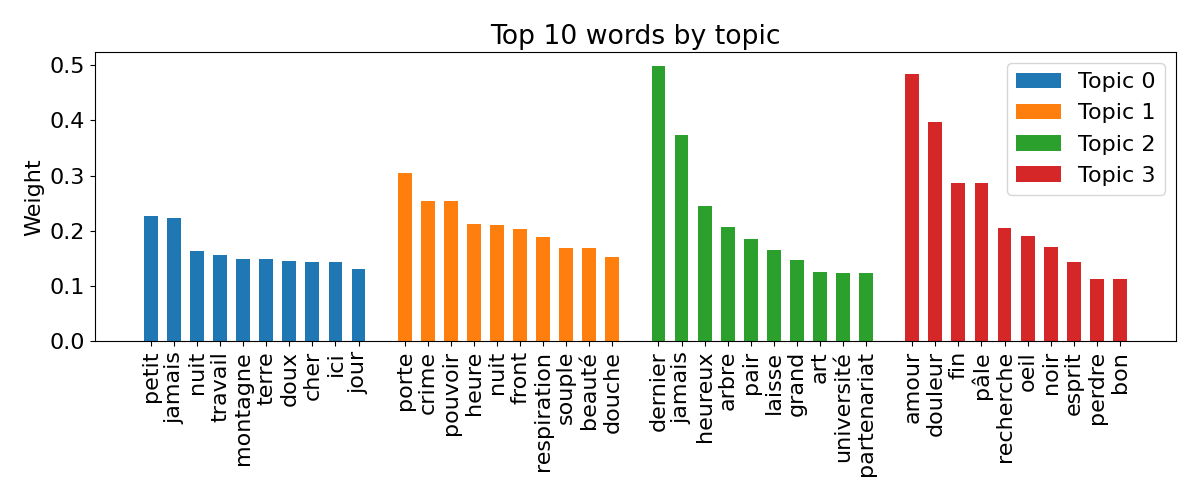 Top 10 words by topic
Weight
0.5
0.4
0.3
0.2
0.1
0.0
Topic 0
Topic 1
Topic 2
Topic 3
petit
jamais
nuit
travail
montagne
terre
doux
cher
ici
jour
porte
crime
pouvoir
heure
nuit
front
respiration
souple
beauté
douche
dernier
jamais
heureux
arbre
pair
laisse
grand
art
université
partenariat
amour
douleur
fin
pâle
recherche
oeil
noir
esprit
perdre
bon